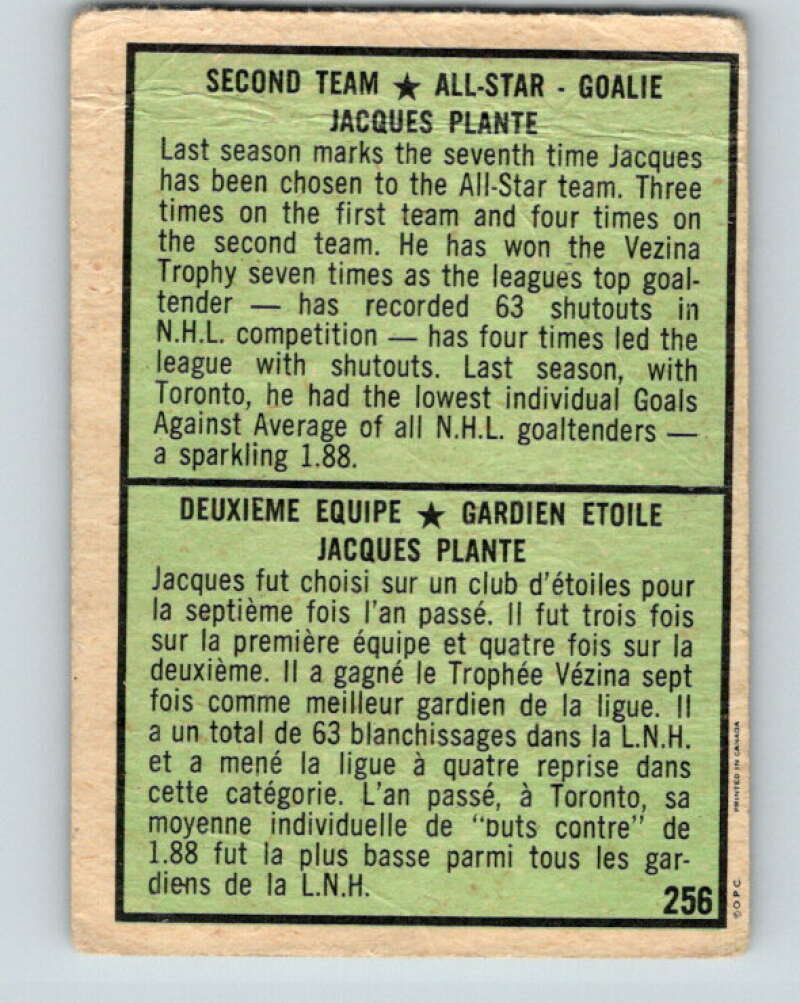 SECOND TEAM ★ ALL-STAR - GOALIE
JACQUES PLANTE
Last season marks the seventh time Jacques
has been chosen to the All-Star team. Three
times on the first team and four times on
the second team. He has won the Vezina
Trophy seven times as the leagues top goal-
tender — has recorded 63 shutouts in
N.H.L. competition — has four times led the
league with shutouts. Last season, with
Toronto, he had the lowest individual Goals
Against Average of all N.H.L. goaltenders —
a sparkling 1.88.
DEUXIEME EQUIPE ★ GARDIEN ETOILE
JACQUES PLANTE
Jacques fut choisi sur un club d'étoiles pour
la septième fois l'an passé. Il fut trois fois
sur la première équipe et quatre fois sur la
deuxième. Il a gagné le Trophée Vézina sept
fois comme meilleur gardien de la ligue. Il
a un total de 63 blanchissages dans la L.N.H.
et a mené la ligue à quatre reprise dans
cette catégorie. L'an passé, à Toronto, sa
moyenne individuelle de "buts contre" de
1.88 fut la plus basse parmi tous les gar-
diens de la L.N.H.
256
©O.P.C. PRINTED IN CANADA